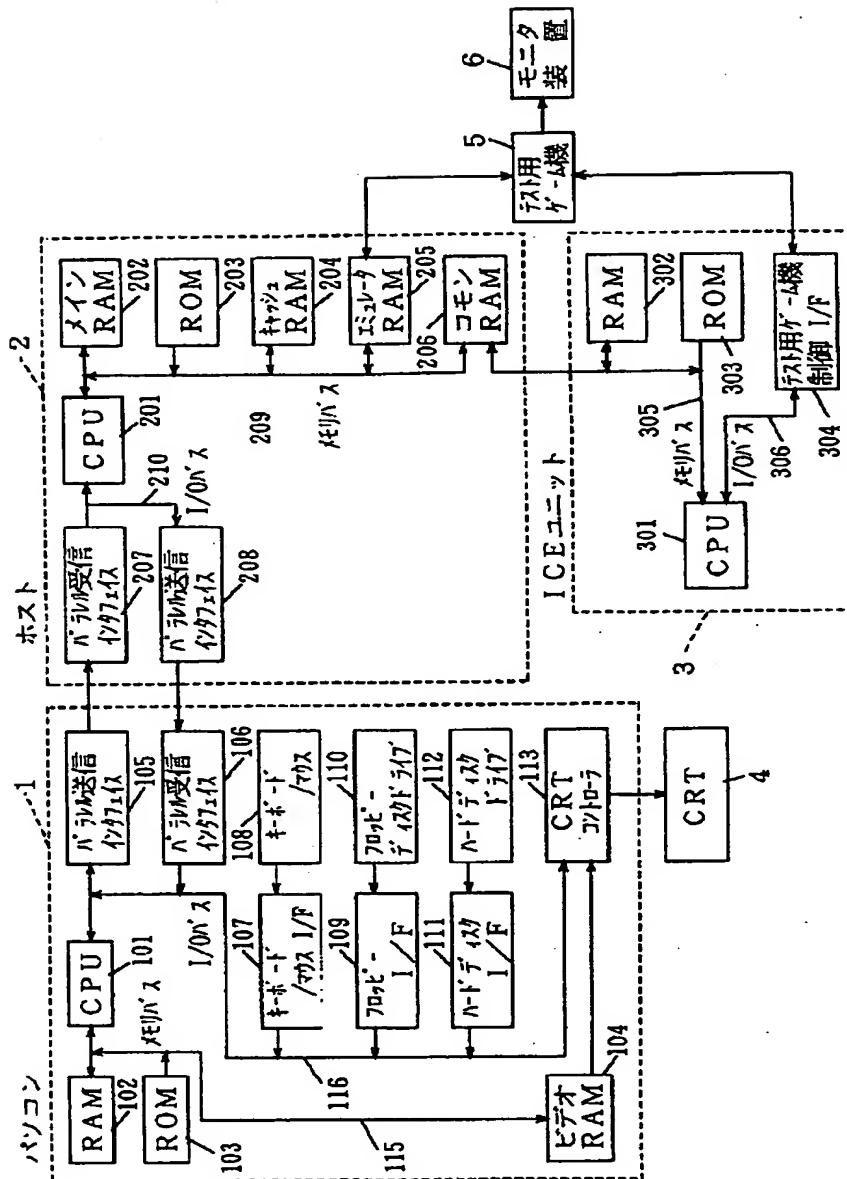 パソコン
1
RAM
102
ROM
103
CPU
101
メモリバス
I/Oバス
115
116
ビデオ
RAM
104
パラレル送信
インタフェイス
105
パラレル受信
インタフェイス
106
キーボード
/マウス I/F
107
キーボード
/マウス
108
フロッピー
I/F
109
フロッピー
ディスクドライブ
110
ハードディスク
I/F
111
ハードディスク
ドライブ
112
CRT
コントローラ
113
CRT
4
ホスト
2
パラレル受信
インタフェイス
207
パラレル送信
インタフェイス
208
CPU
201
210
I/Oバス
209
メモリバス
メイン
RAM
202
ROM
203
キャッシュ
RAM
204
エミュレータ
RAM
205
コモン
RAM
206
ICEユニット
3
301
CPU
メモリバス
305
I/Oバス
306
RAM
302
ROM
303
テスト用ゲーム機
制御 I/F
304
5
テスト用
ゲーム機
6
モニタ
装置